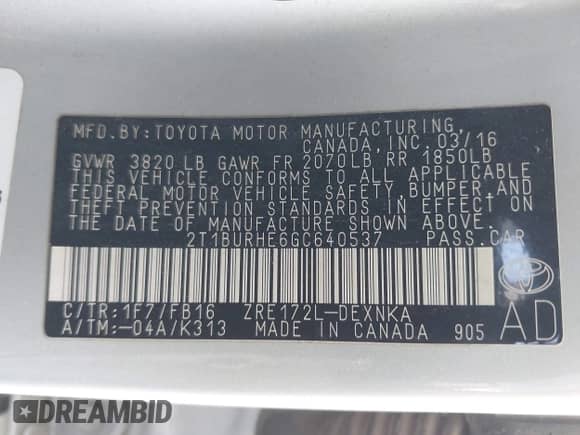 MFD. BY: TOYOTA MOTOR MANUFACTURING,
CANADA, INC. 03/16
GVWR 3820 LB GAWR FR 2070LB RR 1850LB
THIS VEHICLE CONFORMS TO ALL APPLICABLE
FEDERAL MOTOR VEHICLE SAFETY, BUMPER, AND
THEFT PREVENTION STANDARDS IN EFFECT ON
THE DATE OF MANUFACTURE SHOWN ABOVE.
2T1BURHE6GC640537 PASS.CAR
C/TR:1F7/FB16 ZRE172L-DEXNKA
A/TM:-04A/K313 MADE IN CANADA 905
AD
DREAMBID